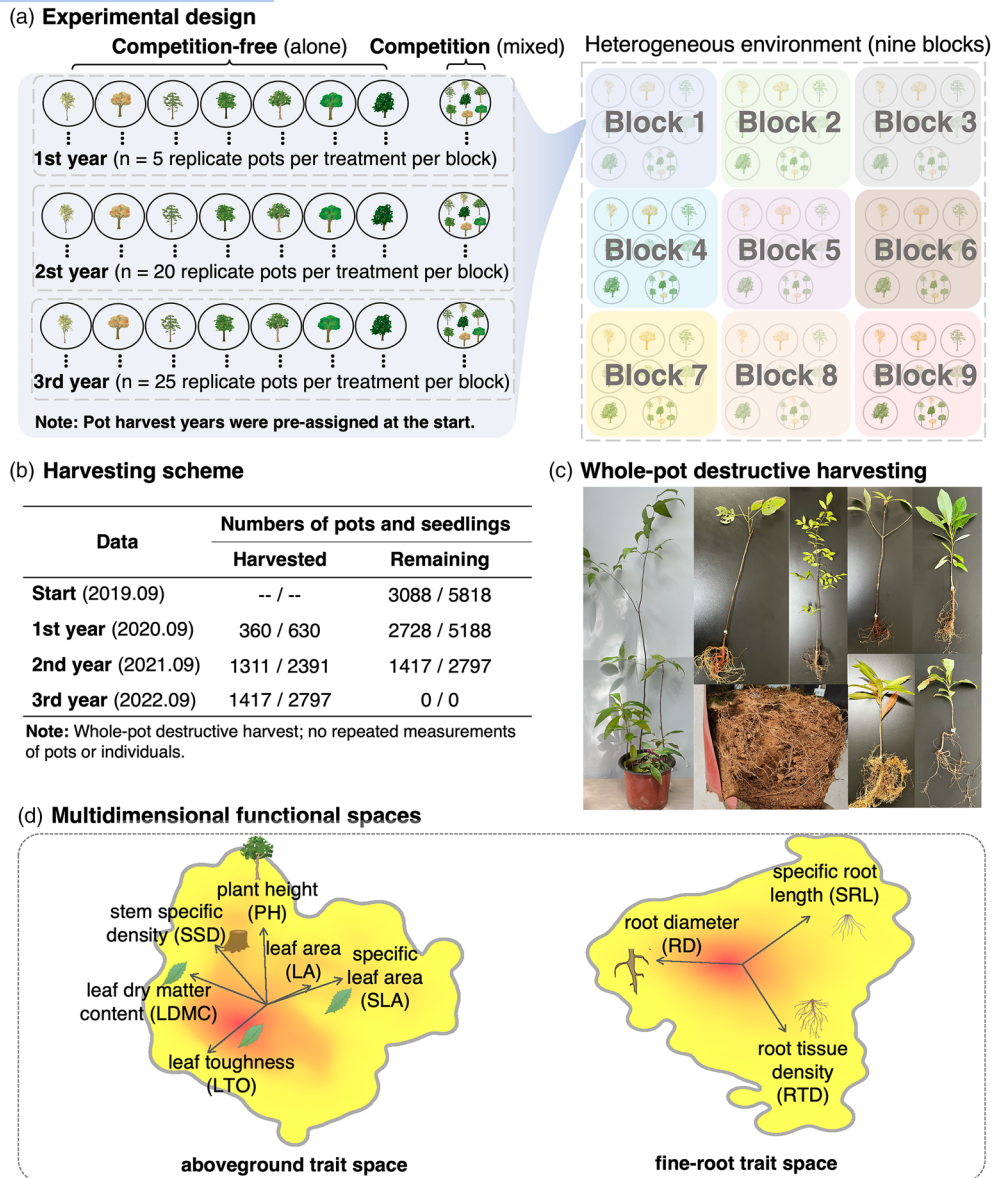 (a) Experimental design
Competition-free (alone) Competition (mixed)
1st year (n = 5 replicate pots per treatment per block)
2st year (n = 20 replicate pots per treatment per block)
3rd year (n = 25 replicate pots per treatment per block)
Note: Pot harvest years were pre-assigned at the start.
Heterogeneous environment (nine blocks)
Block 1 Block 2 Block 3
Block 4 Block 5 Block 6
Block 7 Block 8 Block 9
(b) Harvesting scheme
Data Numbers of pots and seedlings
Harvested Remaining
Start (2019.09) -- / -- 3088 / 5818
1st year (2020.09) 360 / 630 2728 / 5188
2nd year (2021.09) 1311 / 2391 1417 / 2797
3rd year (2022.09) 1417 / 2797 0 / 0
Note: Whole-pot destructive harvest; no repeated measurements
of pots or individuals.
(c) Whole-pot destructive harvesting
(d) Multidimensional functional spaces
plant height
(PH)
stem specific
density (SSD)
leaf area
(LA)
specific
leaf area
(SLA)
leaf dry matter
content (LDMC)
leaf toughness
(LTO)
aboveground trait space
specific root
length (SRL)
root diameter
(RD)
root tissue
density
(RTD)
fine-root trait space